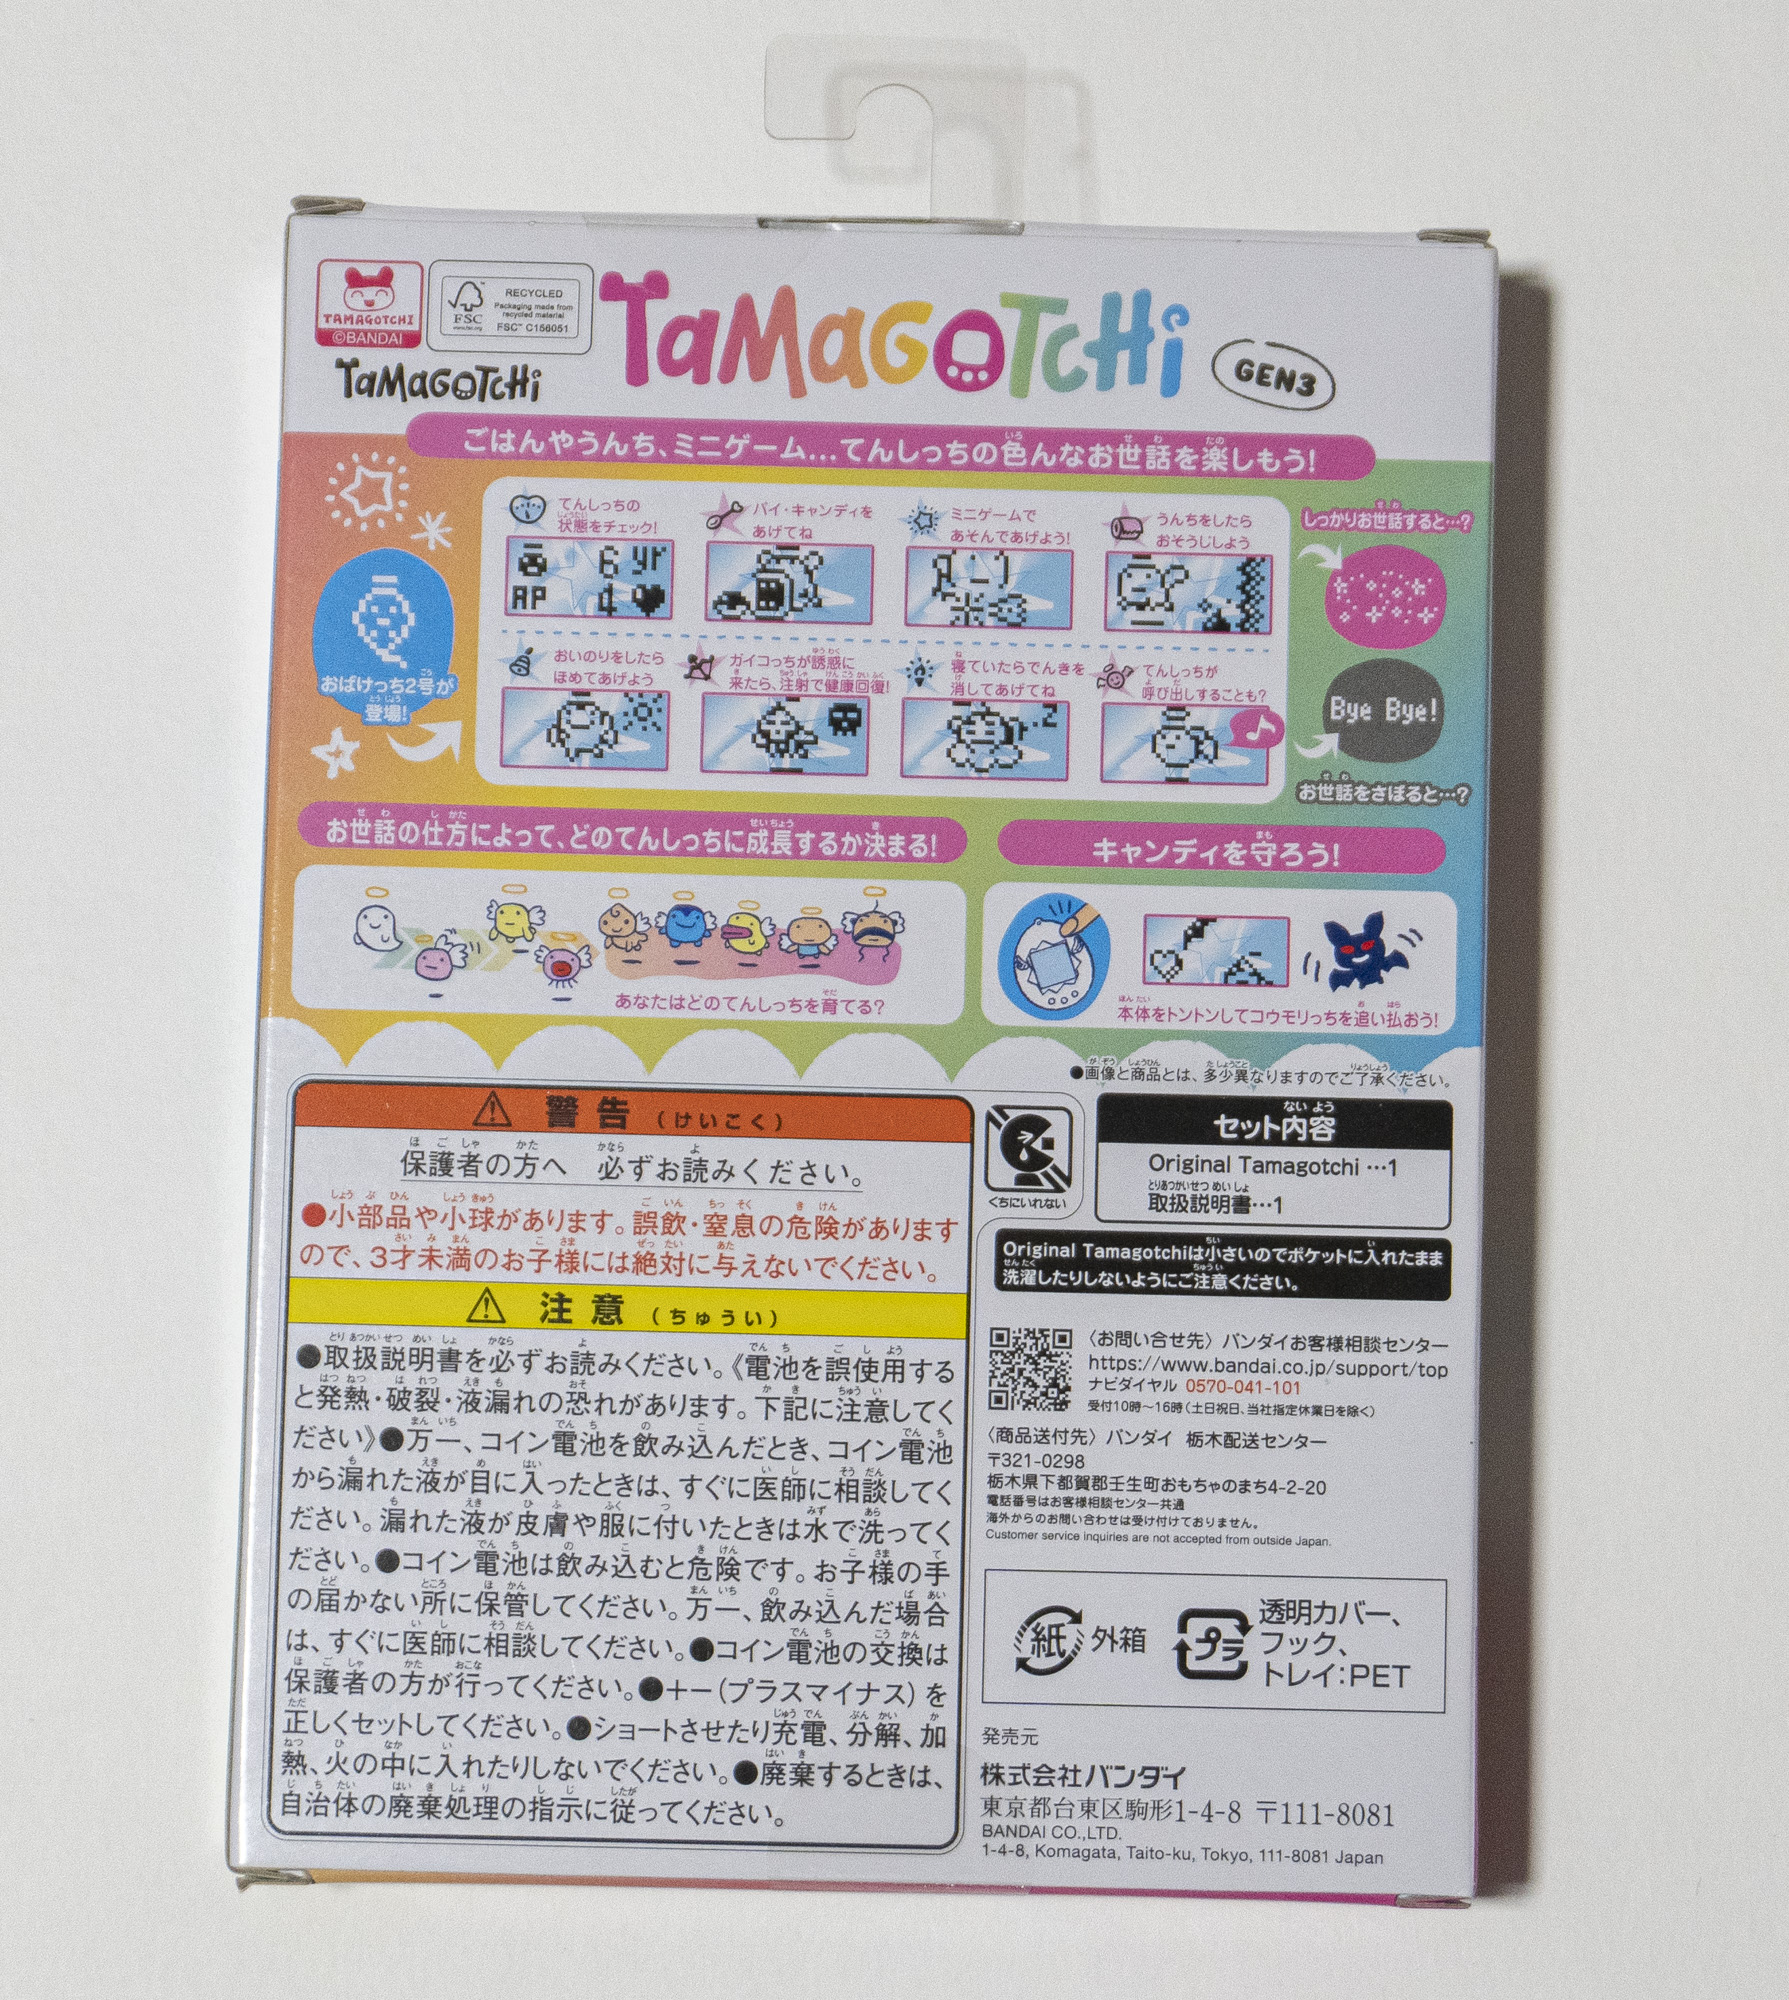 TAMAGOTCHI
©BANDAI
FSC
www.fsc.org
RECYCLED
Packaging made from
recycled material
FSC™ C156051
TaMaGOTcHi
TaMaGOTcHi
GEN3
ごはんやうんち、ミニゲーム…てんしっちの色んなお世話を楽しもう!
おばけっち2号が
登場!
てんしっちの
状態をチェック!
6 yr
AP 4
パイ・キャンディを
あげてね
ミニゲームで
あそんであげよう!
うんちをしたら
おそうじしよう
おいのりをしたら
ほめてあげよう
ガイコっちが誘惑に
来たら、注射で健康回復!
寝ていたらでんきを
消してあげてね
てんしっちが
呼び出しすることも?
しっかりお世話すると…?
Bye Bye!
お世話をさぼると…?
お世話の仕方によって、どのてんしっちに成長するか決まる!
あなたはどのてんしっちを育てる?
キャンディを守ろう!
本体をトントンしてコウモリっちを追い払おう!
●画像と商品とは、多少異なりますのでご了承ください。
⚠ 警告 (けいこく)
保護者の方へ 必ずお読みください。
●小部品や小球があります。誤飲・窒息の危険があります
ので、3才未満のお子様には絶対に与えないでください。
⚠ 注意 (ちゅうい)
●取扱説明書を必ずお読みください。《電池を誤使用する
と発熱・破裂・液漏れの恐れがあります。下記に注意してく
ださい》●万一、コイン電池を飲み込んだとき、コイン電池
から漏れた液が目に入ったときは、すぐに医師に相談してく
ださい。漏れた液が皮膚や服に付いたときは水で洗ってく
ださい。●コイン電池は飲み込むと危険です。お子様の手
の届かない所に保管してください。万一、飲み込んだ場合
は、すぐに医師に相談してください。●コイン電池の交換は
保護者の方が行ってください。●+−(プラスマイナス)を
正しくセットしてください。●ショートさせたり充電、分解、加
熱、火の中に入れたりしないでください。●廃棄するときは、
自治体の廃棄処理の指示に従ってください。
くちにいれない
セット内容
Original Tamagotchi …1
取扱説明書…1
Original Tamagotchiは小さいのでポケットに入れたまま
洗濯したりしないようにご注意ください。
〈お問い合せ先〉バンダイお客様相談センター
https://www.bandai.co.jp/support/top
ナビダイヤル 0570-041-101
受付10時〜16時(土日祝日、当社指定休業日を除く)
〈商品送付先〉バンダイ 栃木配送センター
〒321-0298
栃木県下都賀郡壬生町おもちゃのまち4-2-20
電話番号はお客様相談センター共通
海外からのお問い合わせは受け付けておりません。
Customer service inquiries are not accepted from outside Japan.
紙 外箱
プラ 透明カバー、
フック、
トレイ:PET
発売元
株式会社バンダイ
東京都台東区駒形1-4-8 〒111-8081
BANDAI CO.,LTD.
1-4-8, Komagata, Taito-ku, Tokyo, 111-8081 Japan